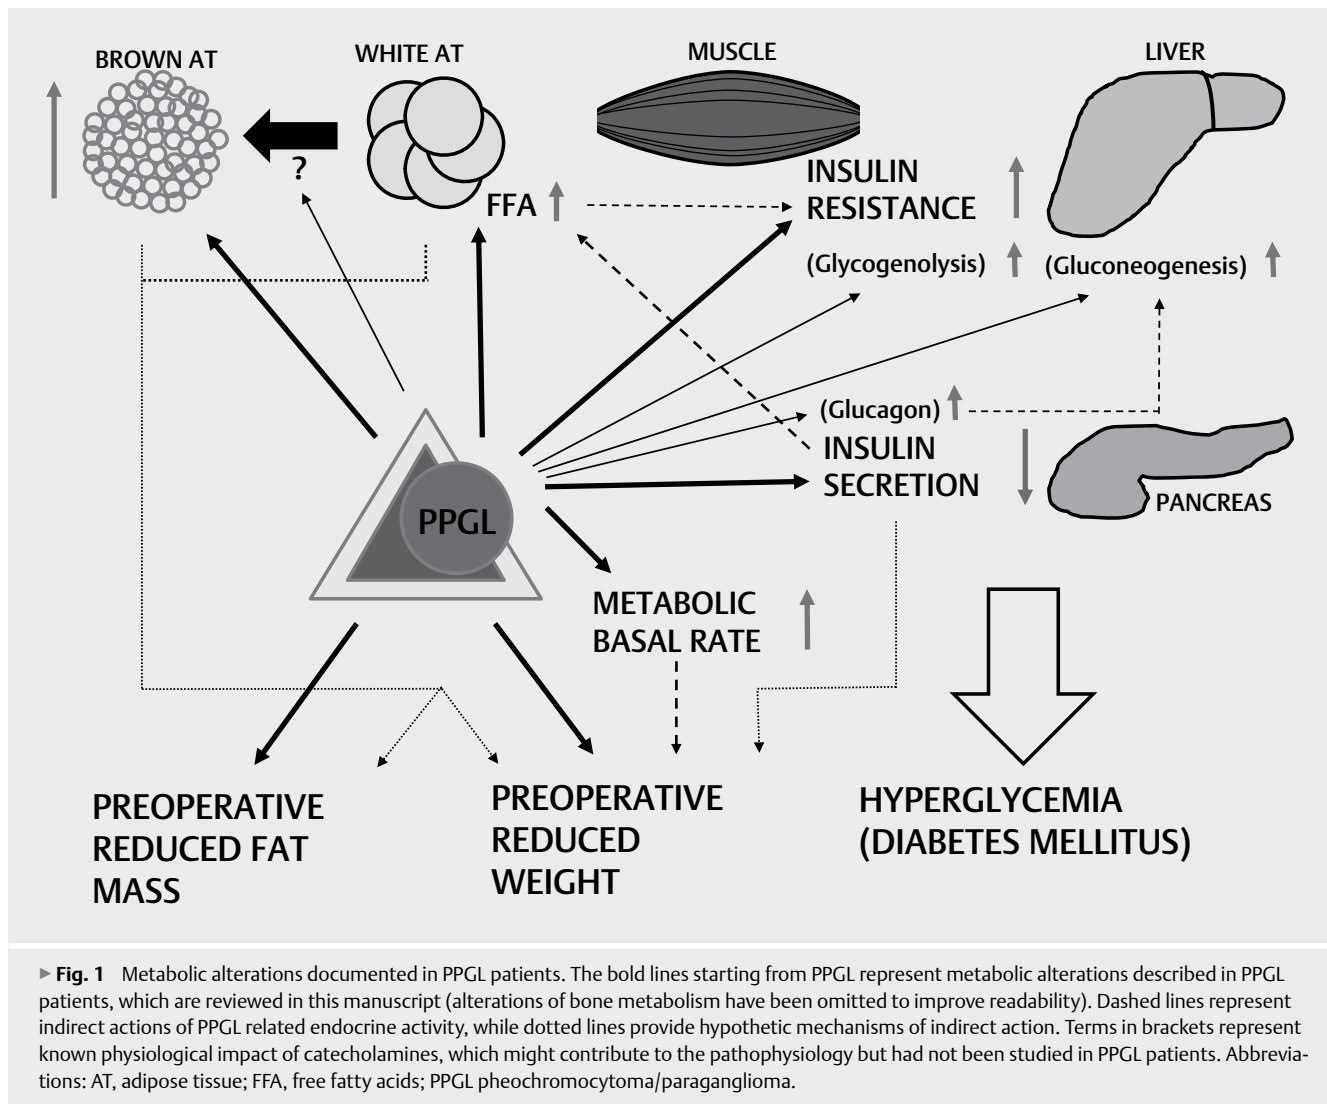 BROWN AT
WHITE AT
MUSCLE
LIVER
?
FFA
INSULIN
RESISTANCE
(Glycogenolysis)
(Gluconeogenesis)
(Glucagon)
INSULIN
SECRETION
PANCREAS
PPGL
METABOLIC
BASAL RATE
PREOPERATIVE
REDUCED FAT
MASS
PREOPERATIVE
REDUCED
WEIGHT
HYPERGLYCEMIA
(DIABETES MELLITUS)
▶ Fig. 1 Metabolic alterations documented in PPGL patients. The bold lines starting from PPGL represent metabolic alterations described in PPGL
patients, which are reviewed in this manuscript (alterations of bone metabolism have been omitted to improve readability). Dashed lines represent
indirect actions of PPGL related endocrine activity, while dotted lines provide hypothetic mechanisms of indirect action. Terms in brackets represent
known physiological impact of catecholamines, which might contribute to the pathophysiology but had not been studied in PPGL patients. Abbrevia-
tions: AT, adipose tissue; FFA, free fatty acids; PPGL pheochromocytoma/paraganglioma.